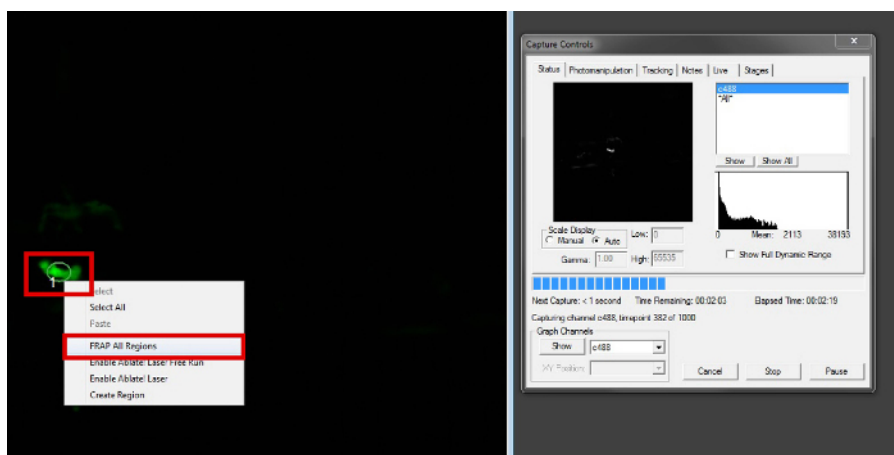 1
Select
Select All
Paste
FRAP All Regions
Enable Ablate! Laser Free Run
Enable Ablate! Laser
Create Region
Capture Controls
x
Status Photomanipulation Tracking Notes Live Stages
c488
*All*
Show Show All
0 Mean: 2113 38193
Show Full Dynamic Range
Scale Display
Manual Auto Low: 0
Gamma: 1.00 High: 65535
Next Capture: < 1 second Time Remaining: 00:02:03 Elapsed Time: 00:02:19
Capturing channel c488, timepoint 382 of 1000
Graph Channels
Show c488
XY Position:
Cancel Stop Pause